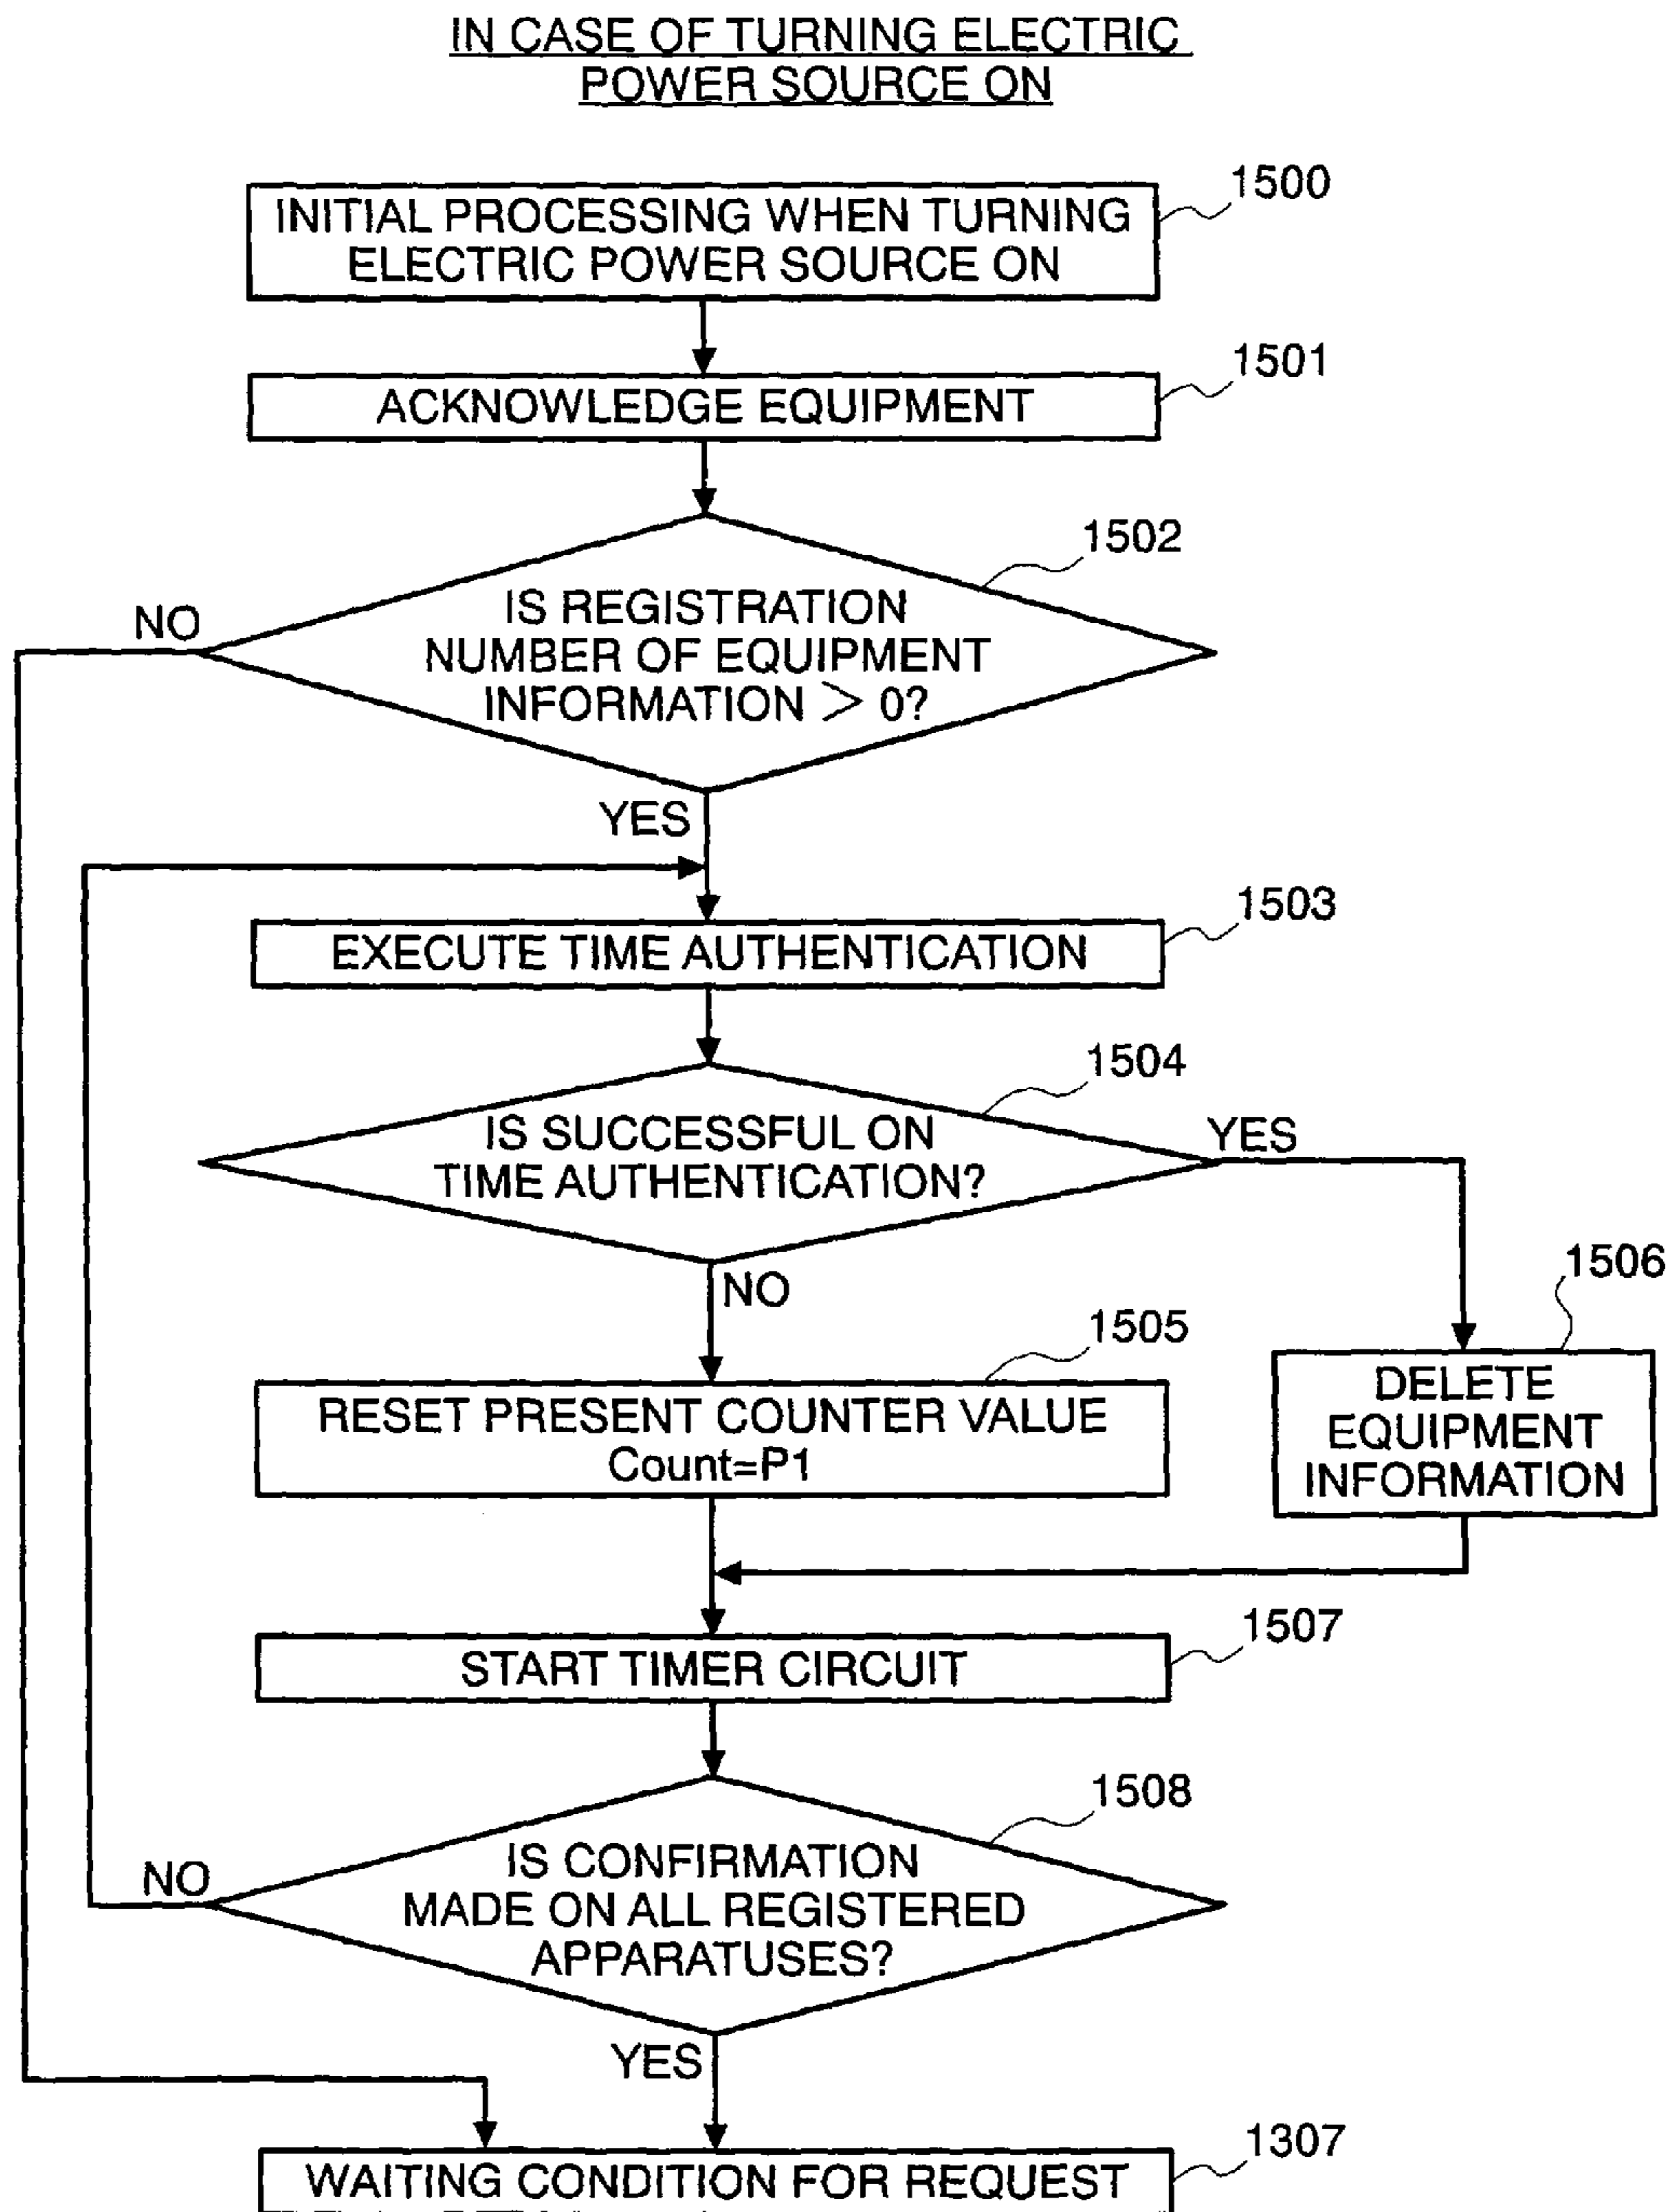 IN CASE OF TURNING ELECTRIC
POWER SOURCE ON
1500
INITIAL PROCESSING WHEN TURNING
ELECTRIC POWER SOURCE ON
1501
ACKNOWLEDGE EQUIPMENT
1502
IS REGISTRATION
NUMBER OF EQUIPMENT
INFORMATION > 0?
NO
YES
1503
EXECUTE TIME AUTHENTICATION
1504
IS SUCCESSFUL ON
TIME AUTHENTICATION?
YES
NO
1505
RESET PRESENT COUNTER VALUE
Count=P1
1506
DELETE
EQUIPMENT
INFORMATION
1507
START TIMER CIRCUIT
1508
IS CONFIRMATION
MADE ON ALL REGISTERED
APPARATUSES?
NO
YES
1307
WAITING CONDITION FOR REQUEST